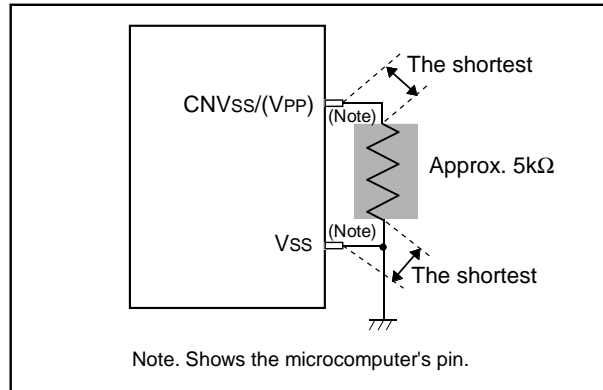 The shortest
CNVSS/(VPP)
(Note)
Approx. 5kΩ
(Note)
VSS
The shortest
Note. Shows the microcomputer's pin.